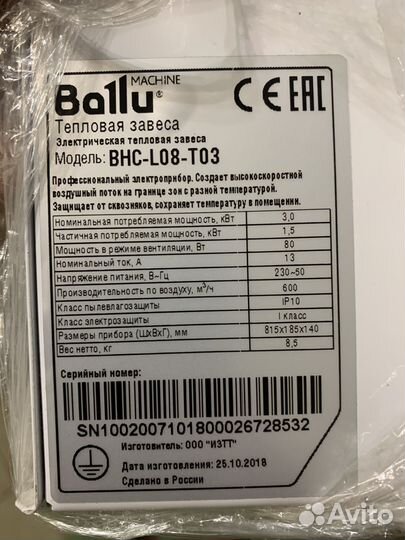 Ballu® MACHINE CE EAC
Тепловая завеса
Электрическая тепловая завеса
Модель: BHC-L08-T03
Профессиональный электроприбор. Создает высокоскоростной
воздушный поток на границе зон с разной температурой.
Защищает от сквозняков, сохраняет температуру в помещении.
Номинальная потребляемая мощность, кВт 3,0
Частичная потребляемая мощность, кВт 1,5
Мощность в режиме вентиляции, Вт 80
Номинальный ток, А 13
Напряжение питания, В~Гц 230~50
Производительность по воздуху, м³/ч 600
Класс пылевлагозащиты IP10
Класс электрозащиты I класс
Размеры прибора (ШхВхГ), мм 815x185x140
Вес нетто, кг 8,5
Серийный номер:
SN1002007101800026728532
Изготовитель: ООО "ИЗТТ"
Дата изготовления: 25.10.2018
Сделано в России
Avito